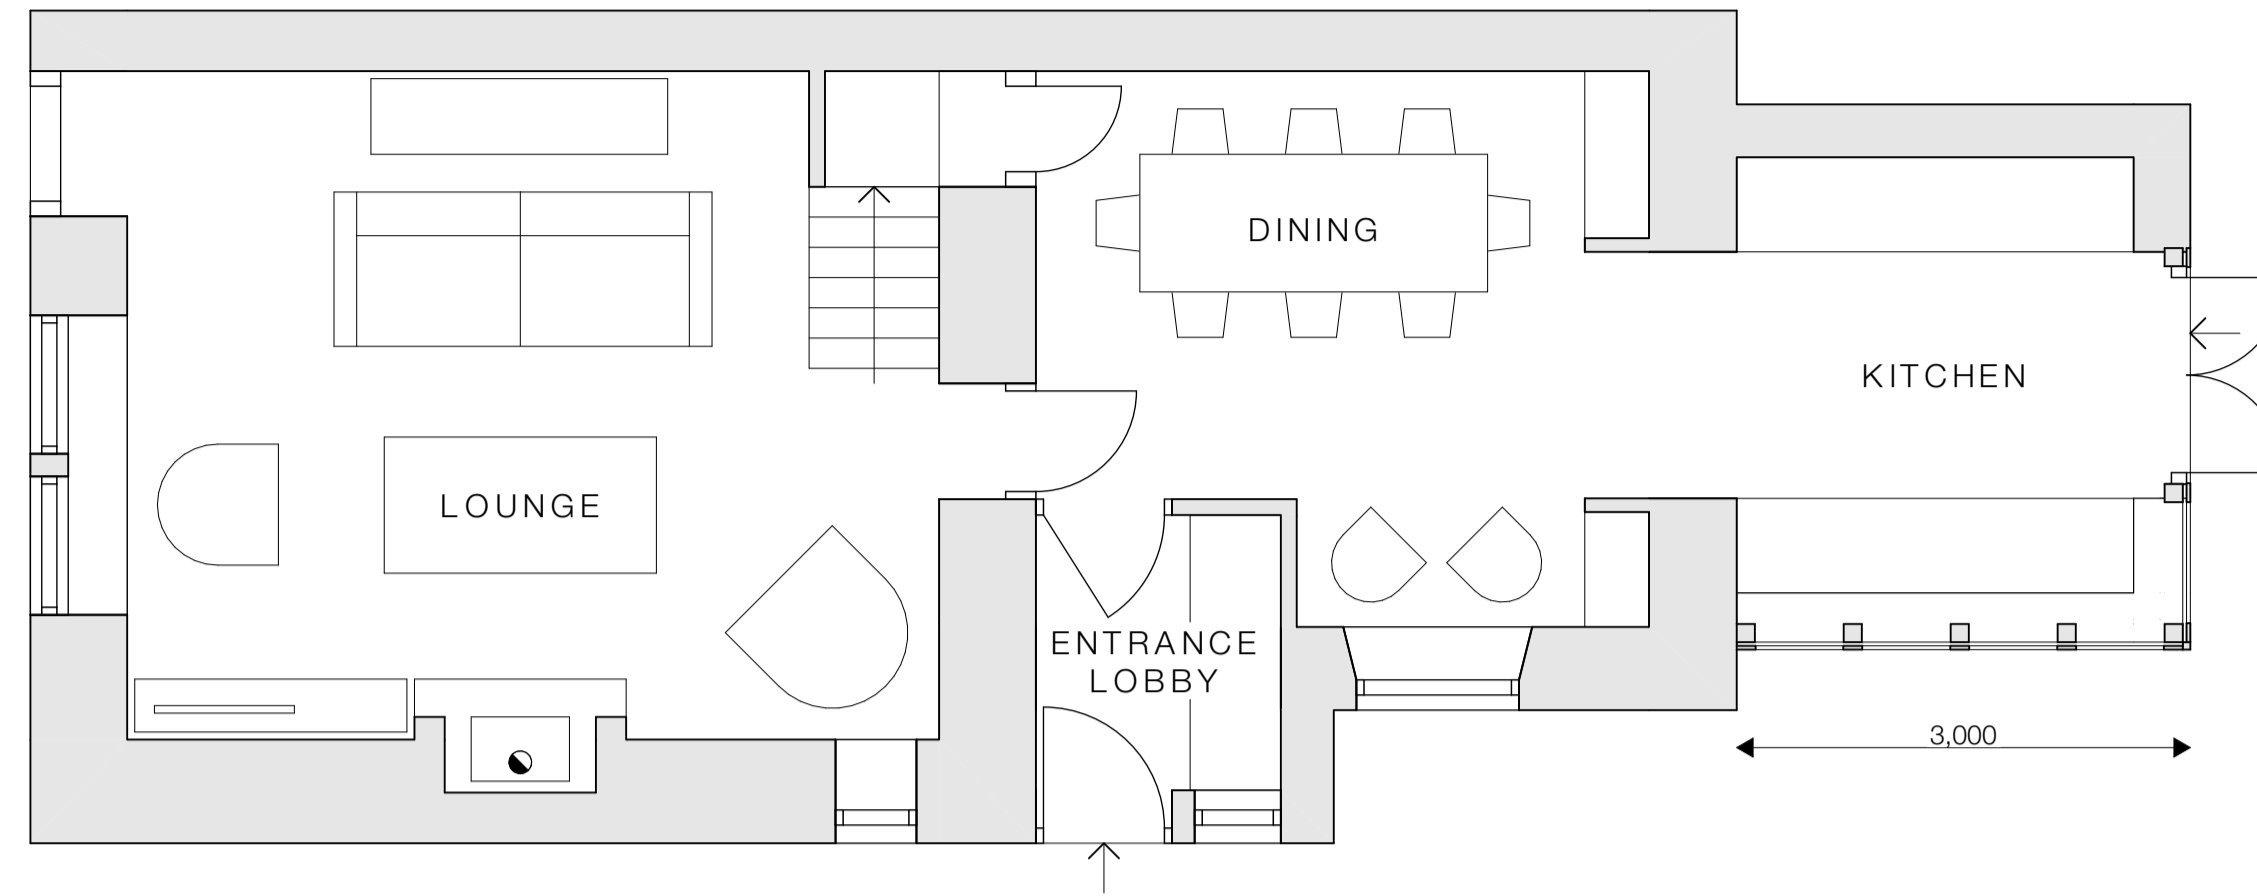 DINING
KITCHEN
LOUNGE
ENTRANCE
LOBBY
3,000